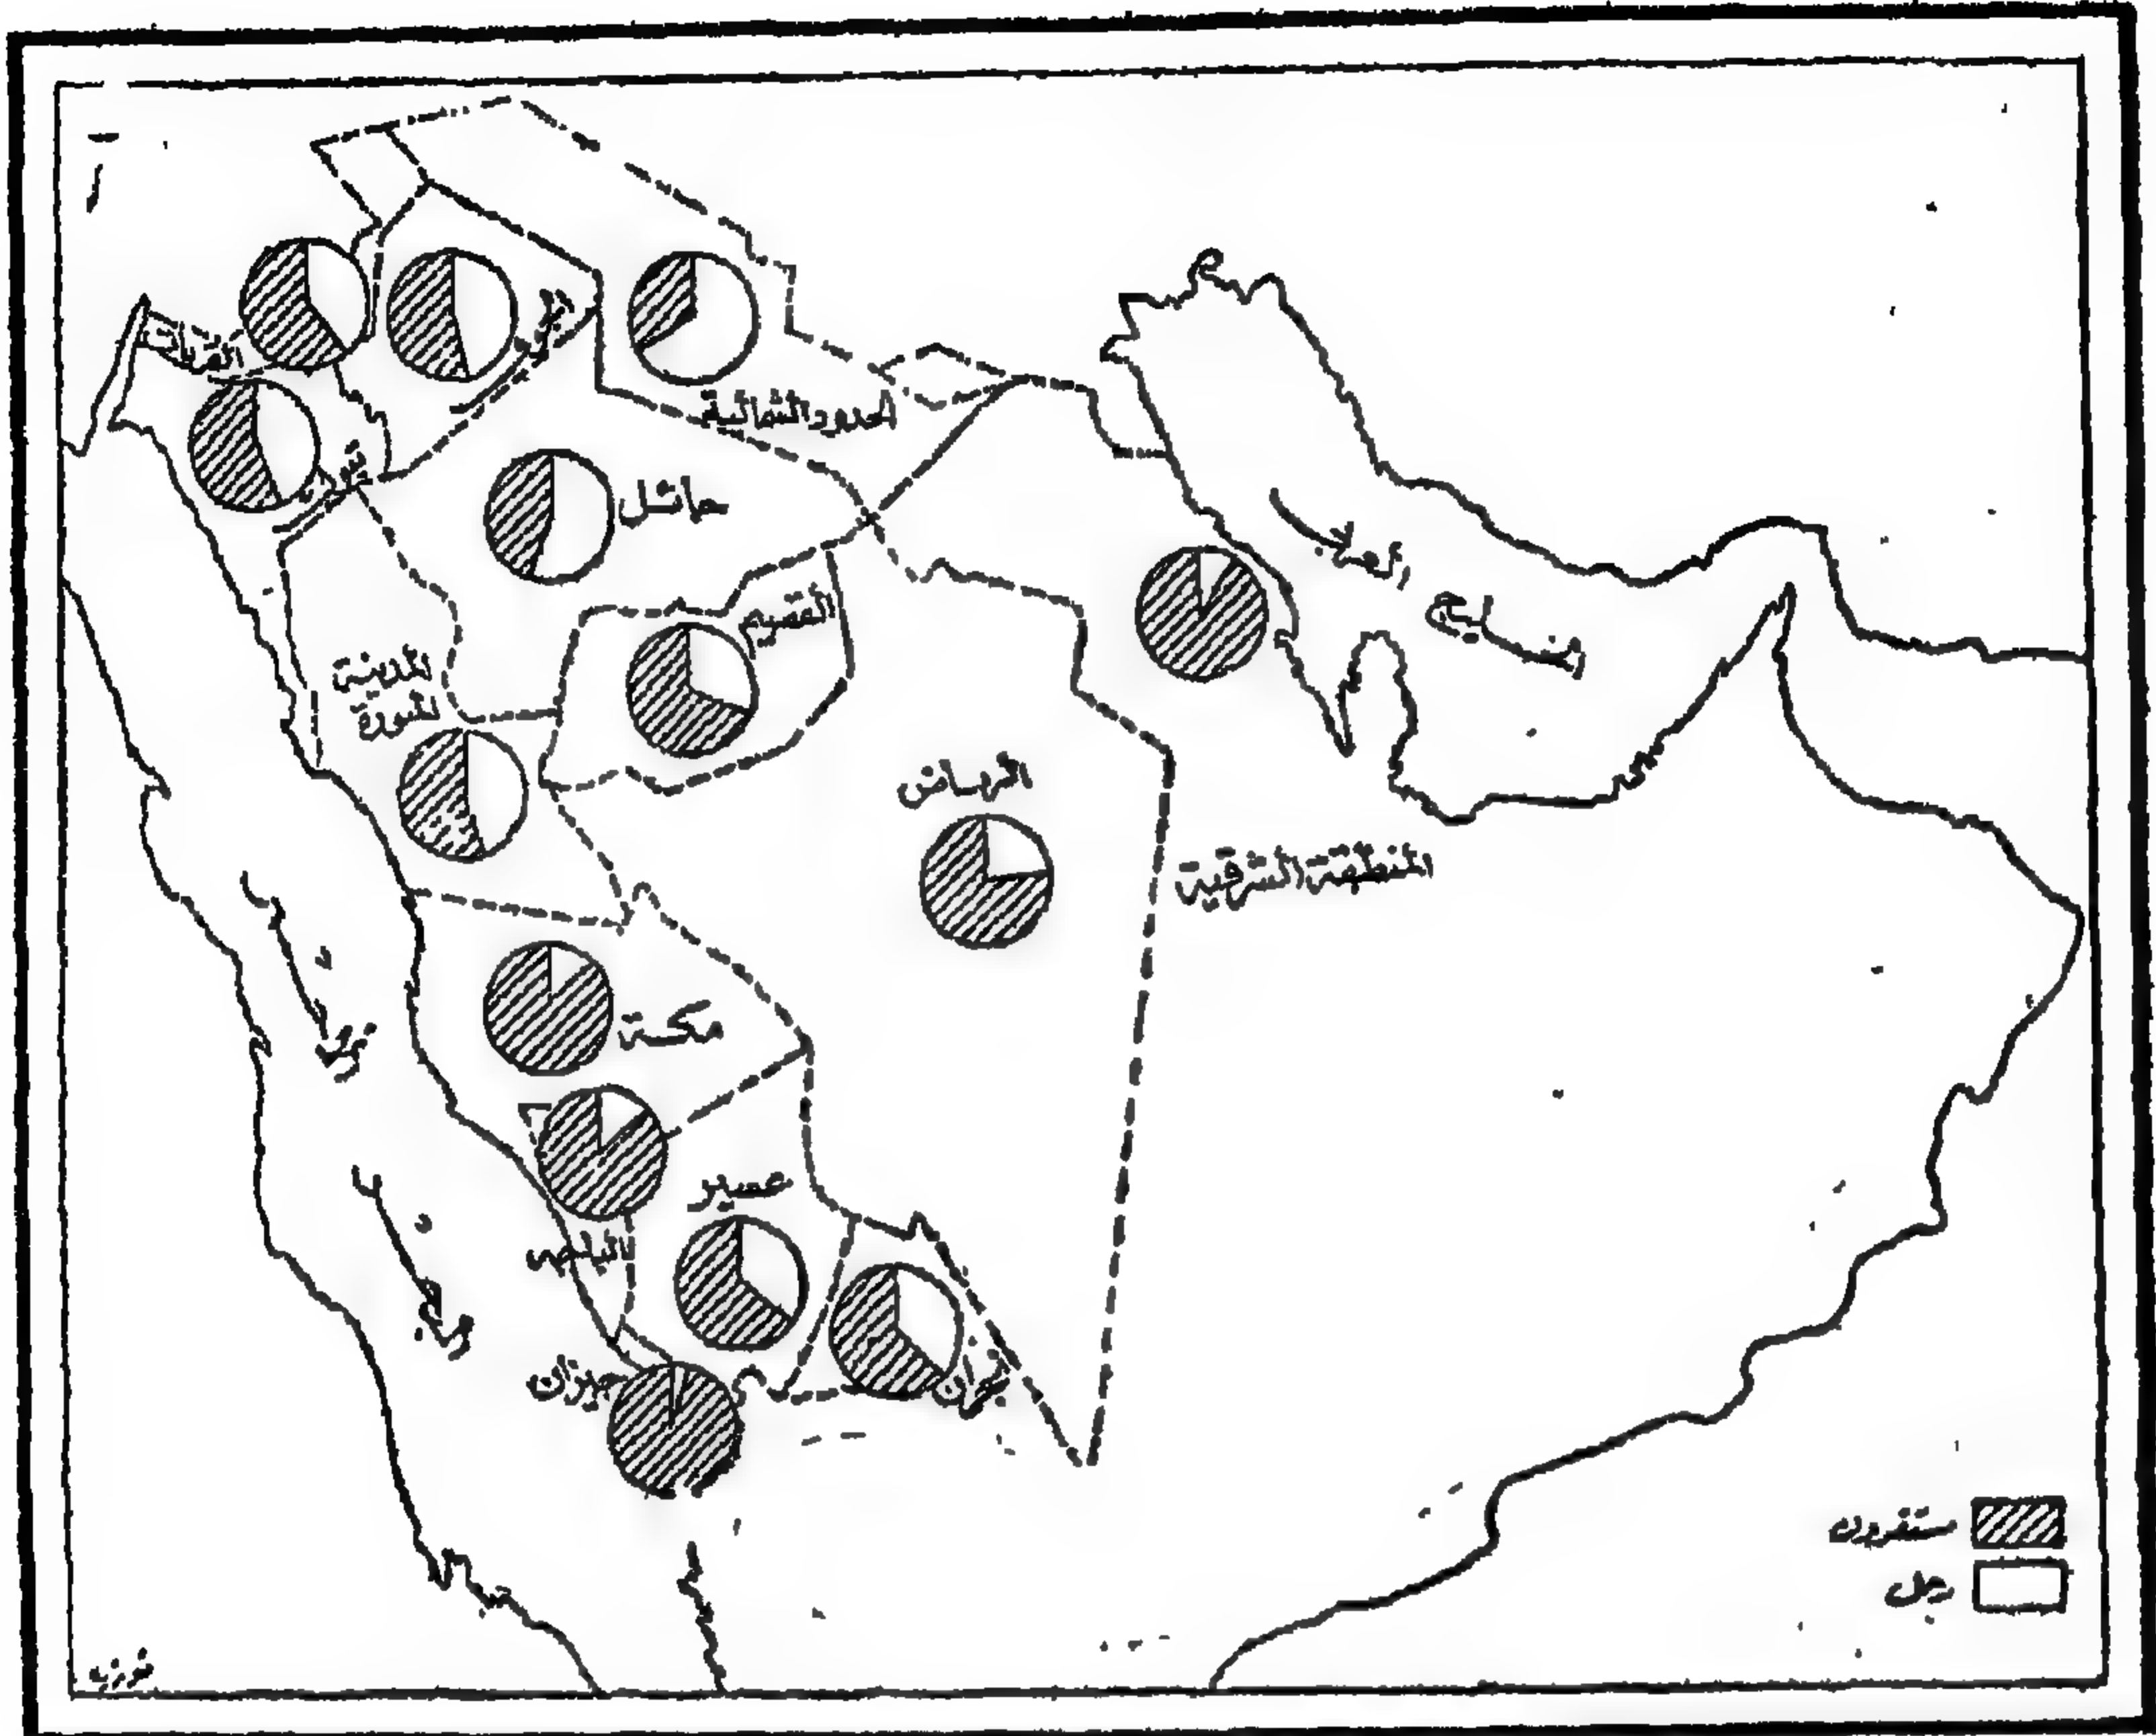 القريات
الجوف
الحدود الشمالية
تبوك
حائل
الخليج العربي
القصيم
المدينة
المنورة
الرياض
المنطقة الشرقية
مكة
عسير
الباحة
جيزان
نجران
مستقرون
رحل